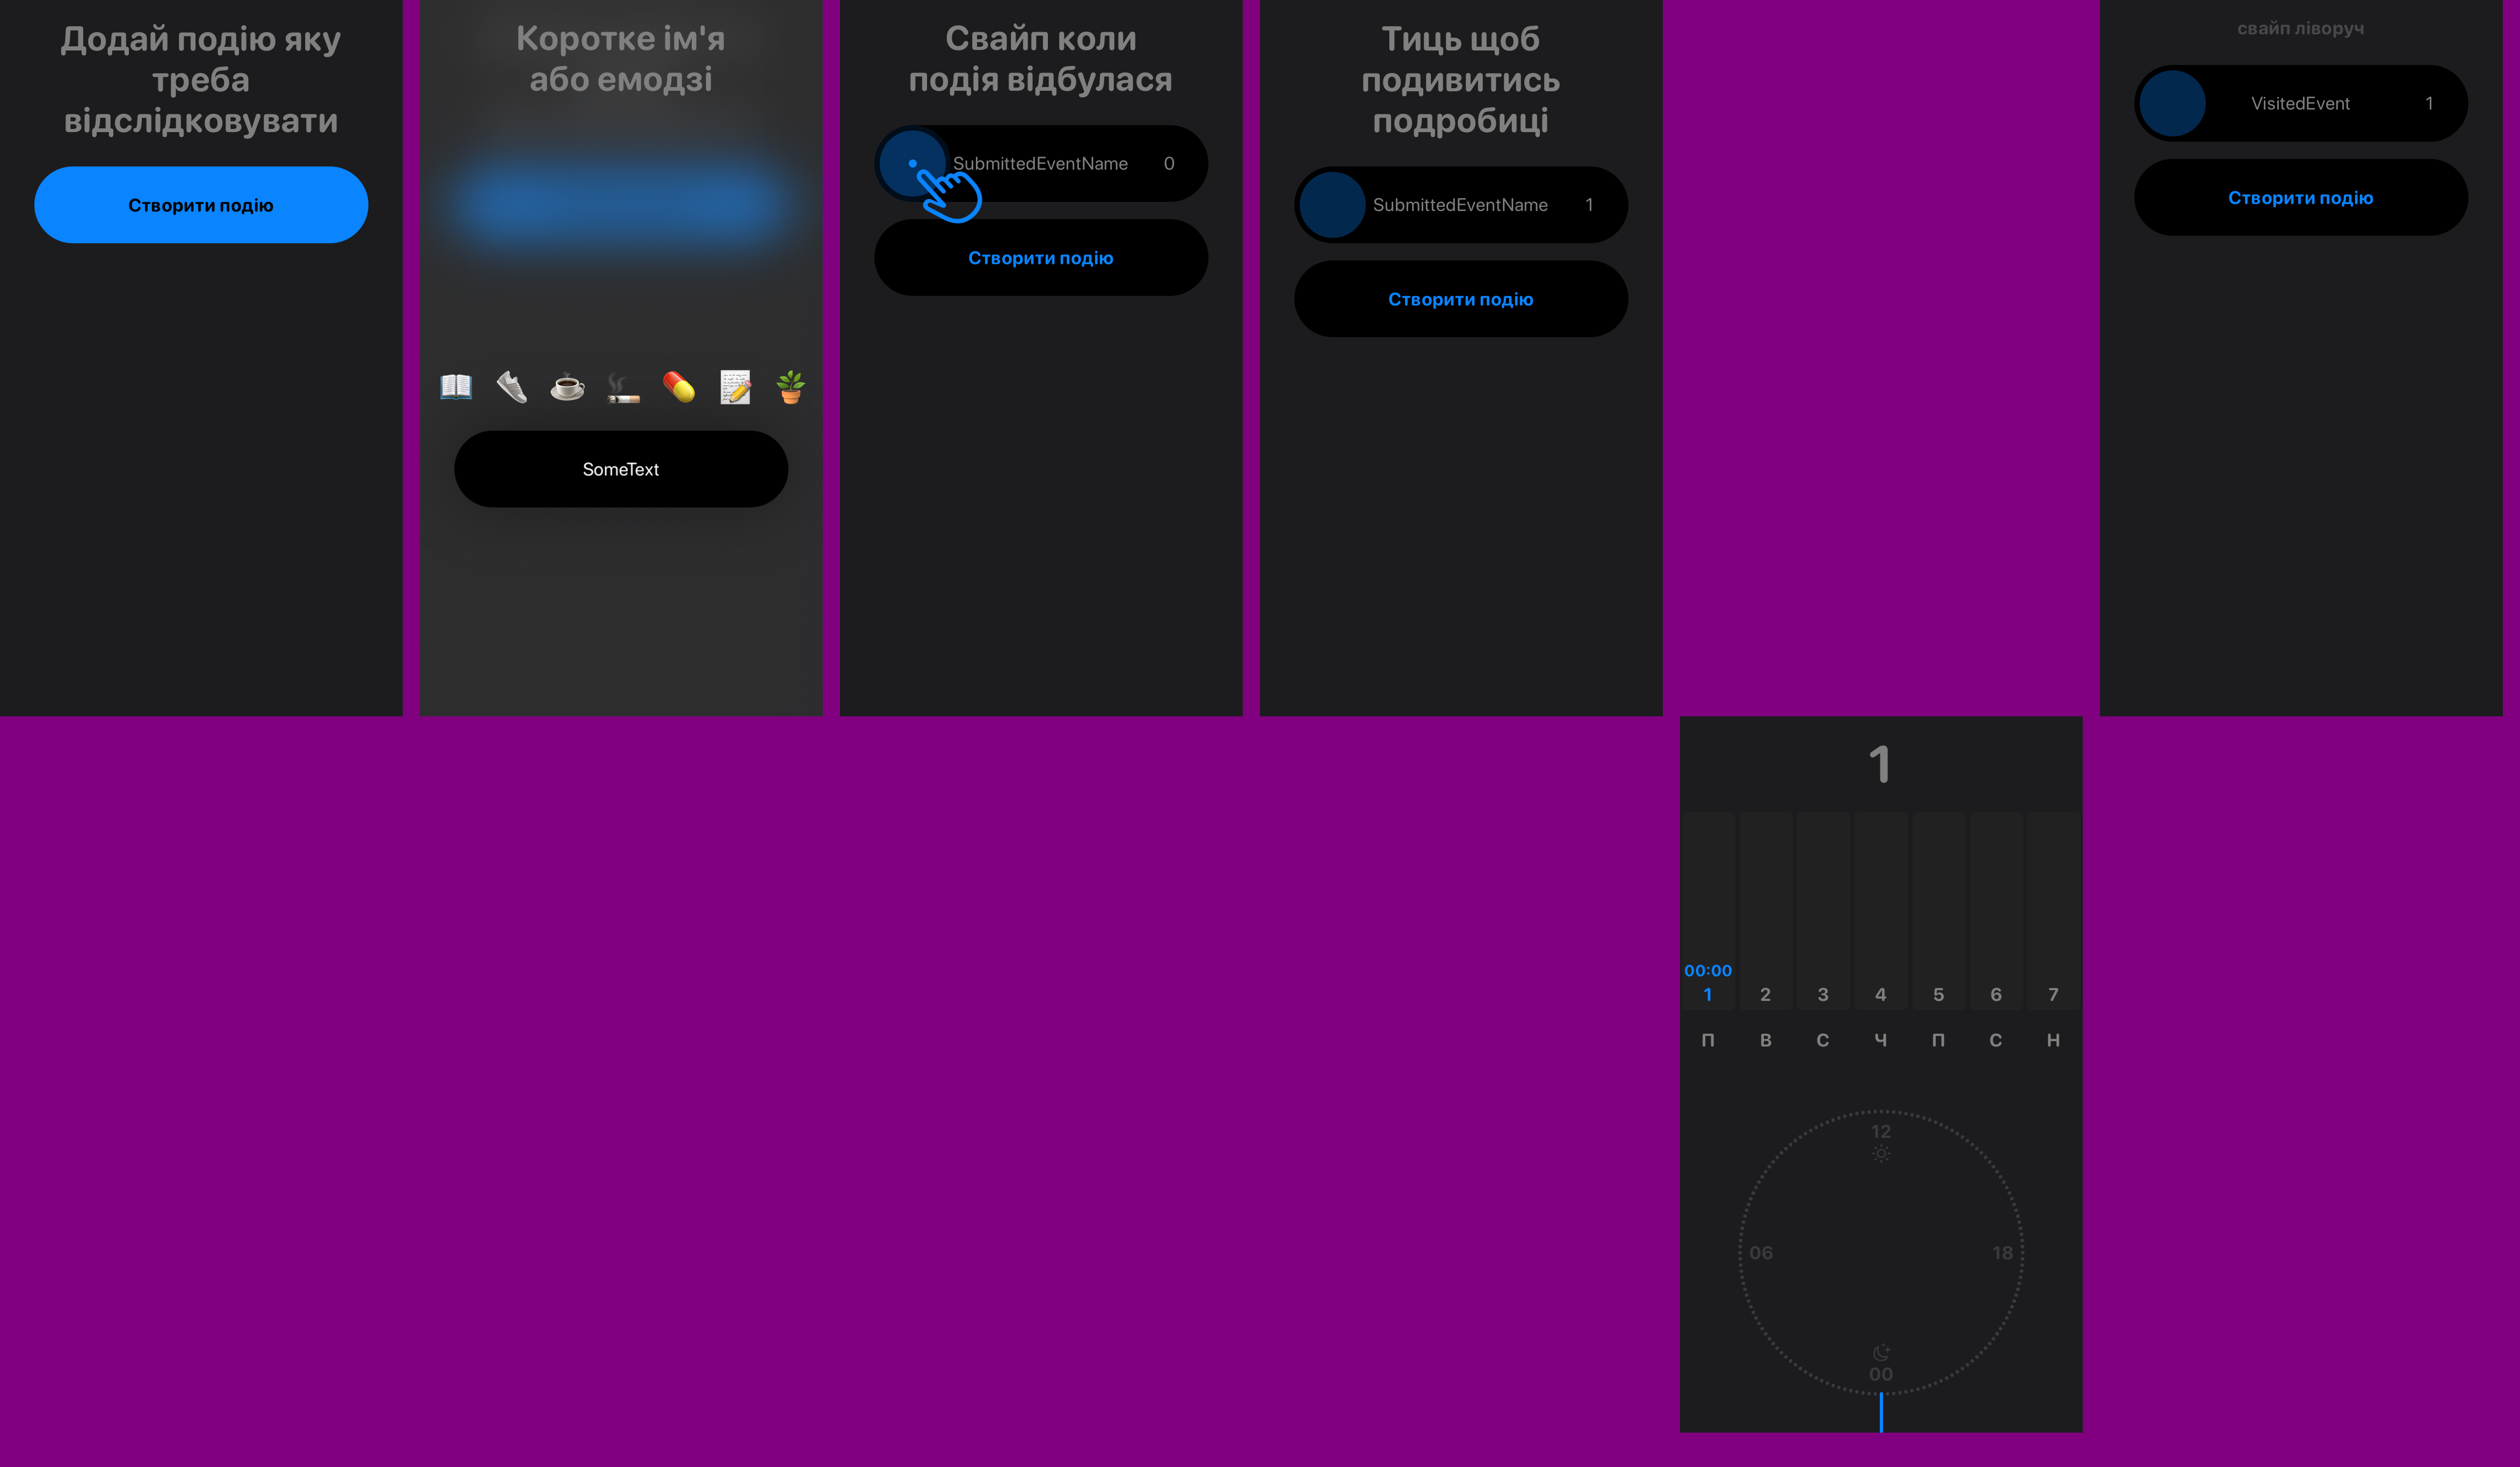 Додай подію яку
треба
відслідковувати
Створити подію
Коротке ім'я
або емодзі
SomeText
Свайп коли
подія відбулася
SubmittedEventName 0
Створити подію
Тиць щоб
подивитись
подробиці
SubmittedEventName 1
Створити подію
свайп ліворуч
VisitedEvent 1
Створити подію
1
00:00
1 2 3 4 5 6 7
П В С Ч П С Н
12
06 18
00